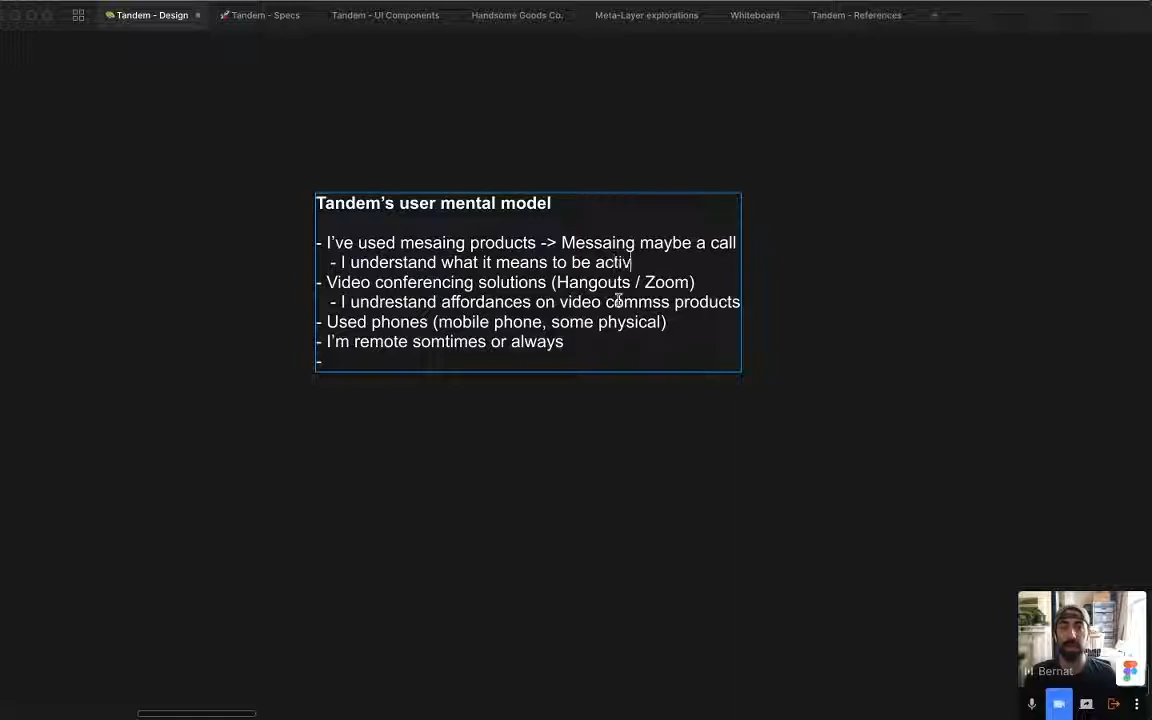 Tandem - Design
Tandem - Specs
Tandem - UI Components
Handsome Goods Co.
Meta-Layer explorations
Whiteboard
Tandem - References
Tandem’s user mental model
- I’ve used mesaing products -> Messaing maybe a call
- I understand what it means to be activ
- Video conferencing solutions (Hangouts / Zoom)
- I undrestand affordances on video commss products
- Used phones (mobile phone, some physical)
- I’m remote somtimes or always
-
Bernat